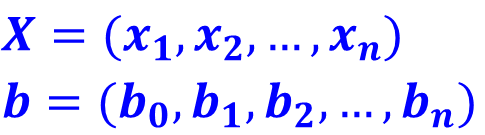 X = (x₁, x₂, …, xₙ)
b = (b₀, b₁, b₂, …, bₙ)